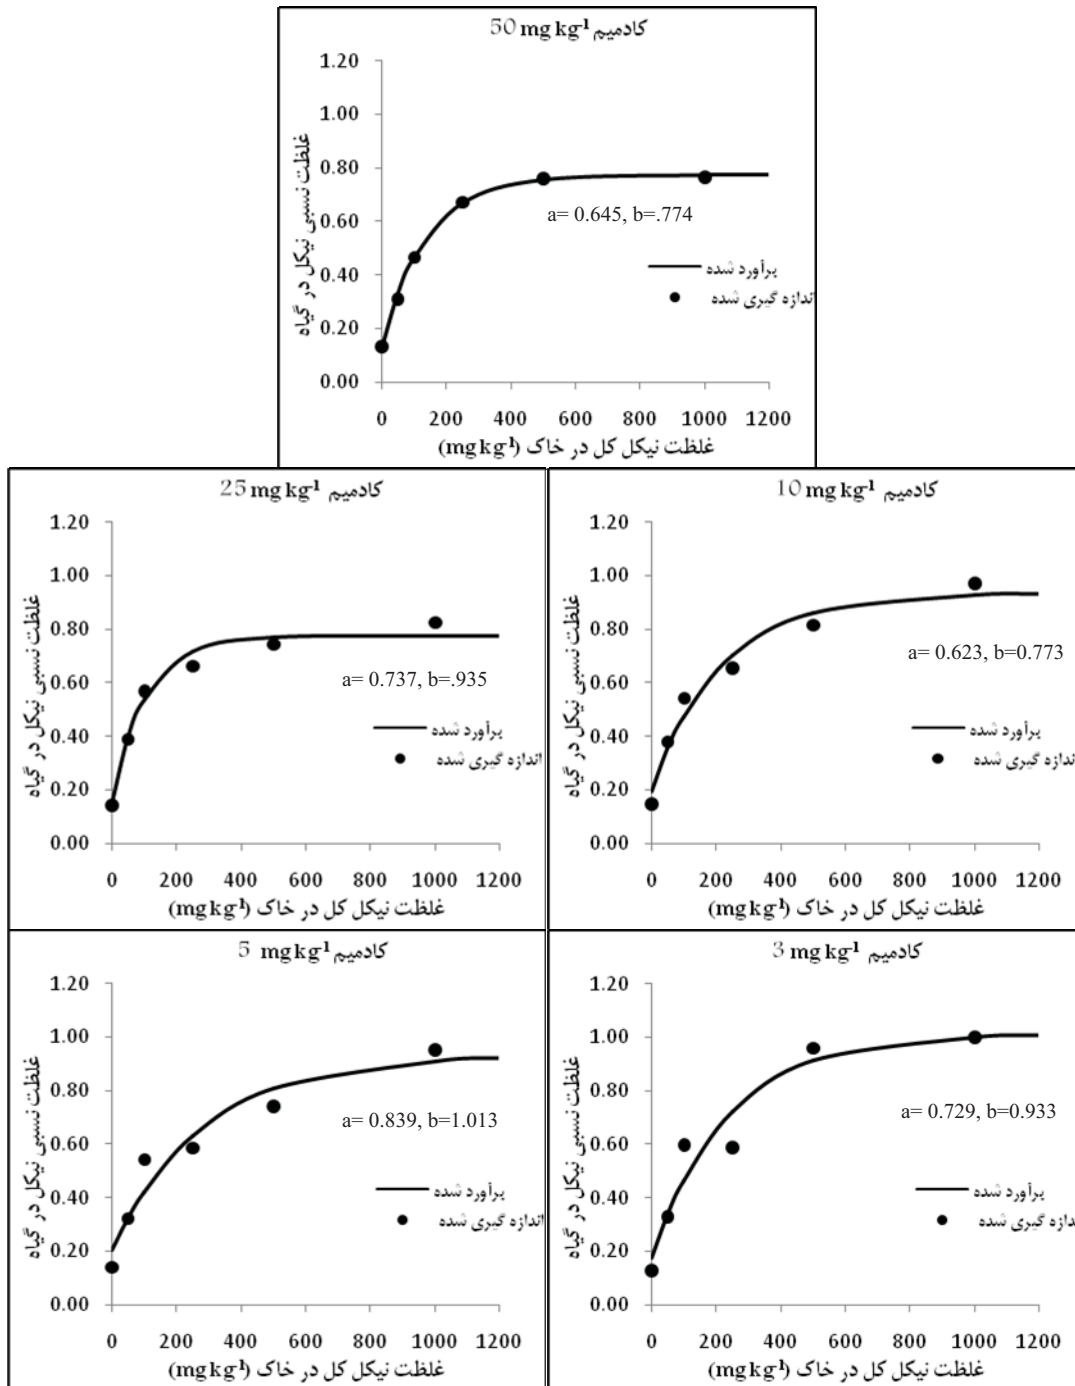 کادمیم 50 mg kg-1
غلظت نسبی نیکل در گیاه
1.20
1.00
0.80
0.60
0.40
0.20
0.00
a= 0.645, b=.774
برآورد شده
اندازه گیری شده
0 200 400 600 800 1000 1200
غلظت نیکل کل در خاک (mg kg-1)
کادمیم 25 mg kg-1
غلظت نسبی نیکل در گیاه
1.20
1.00
0.80
0.60
0.40
0.20
0.00
a= 0.737, b=.935
برآورد شده
اندازه گیری شده
0 200 400 600 800 1000 1200
غلظت نیکل کل در خاک (mg kg-1)
کادمیم 10 mg kg-1
غلظت نسبی نیکل در گیاه
1.20
1.00
0.80
0.60
0.40
0.20
0.00
a= 0.623, b=0.773
برآورد شده
اندازه گیری شده
0 200 400 600 800 1000 1200
غلظت نیکل کل در خاک (mg kg-1)
کادمیم 5 mg kg-1
غلظت نسبی نیکل در گیاه
1.20
1.00
0.80
0.60
0.40
0.20
0.00
a= 0.839, b=1.013
برآورد شده
اندازه گیری شده
0 200 400 600 800 1000 1200
غلظت نیکل کل در خاک (mg kg-1)
کادمیم 3 mg kg-1
غلظت نسبی نیکل در گیاه
1.20
1.00
0.80
0.60
0.40
0.20
0.00
a= 0.729, b=0.933
برآورد شده
اندازه گیری شده
0 200 400 600 800 1000 1200
غلظت نیکل کل در خاک (mg kg-1)